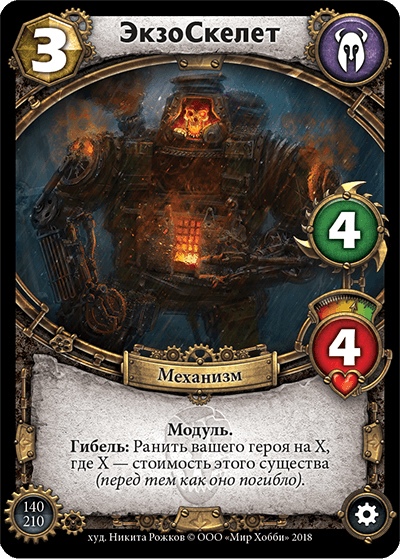 3
ЭкзоСкелет
4
4
Механизм
Модуль.
Гибель: Ранить вашего героя на X,
где X — стоимость этого существа
(перед тем как оно погибло).
140
210
худ. Никита Рожков © ООО «Мир Хобби» 2018